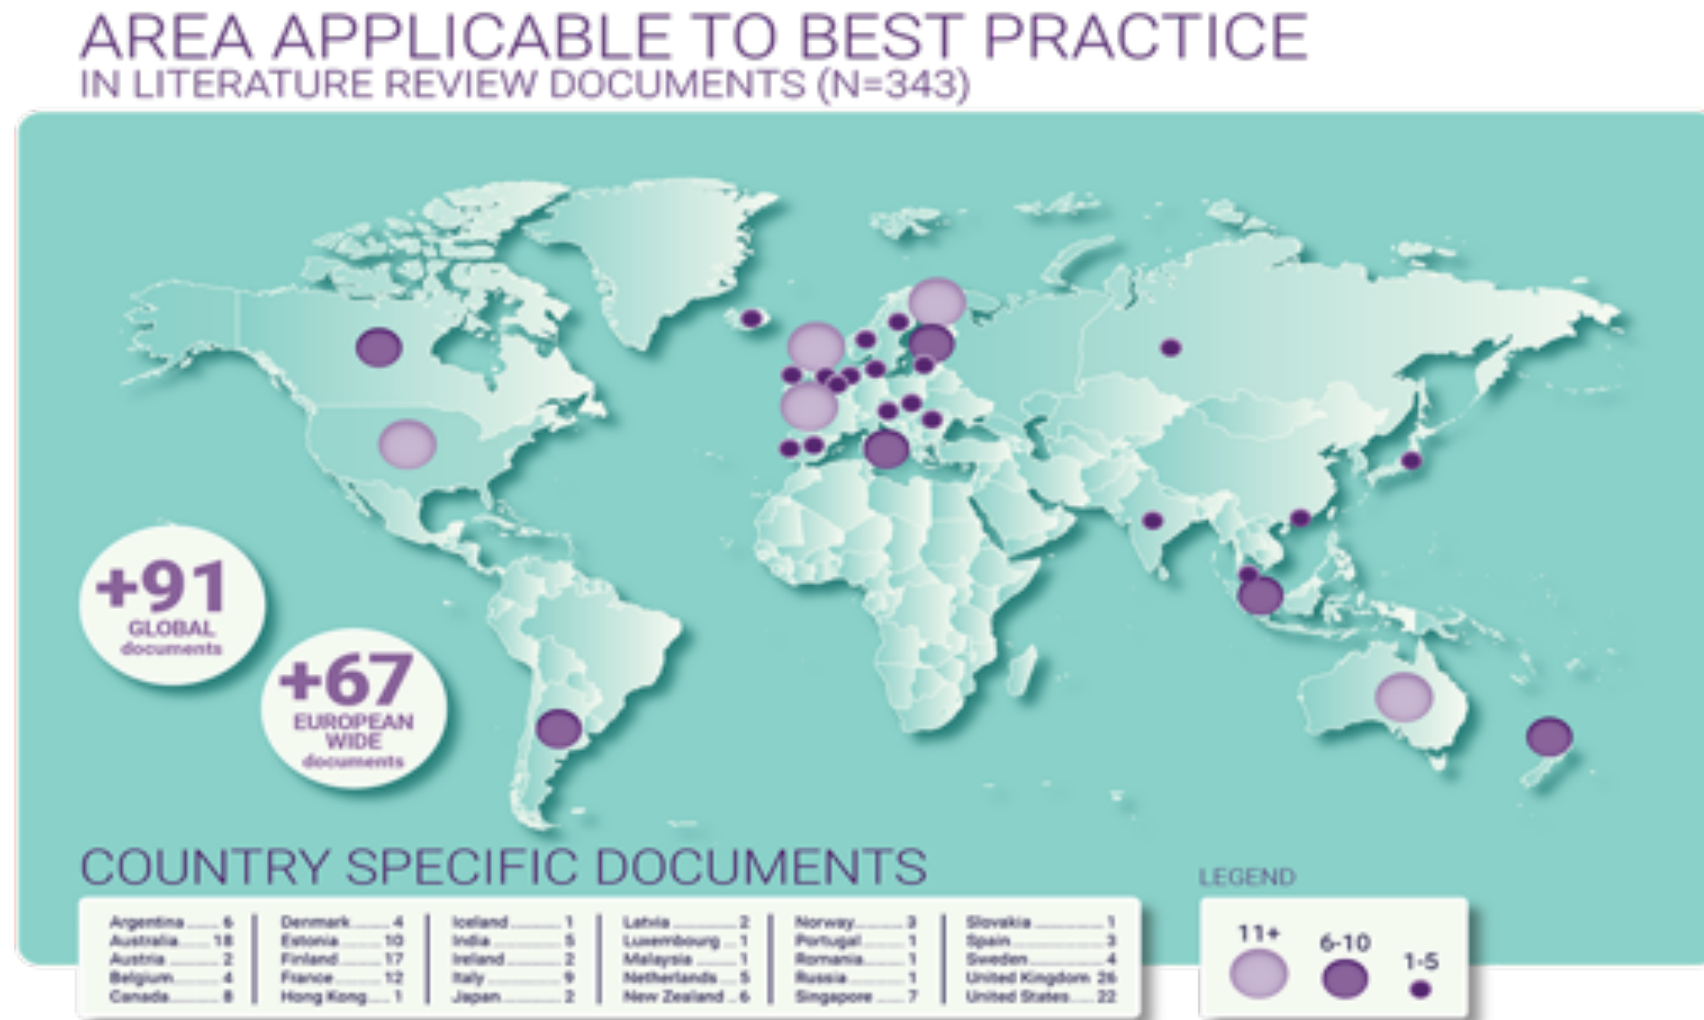 AREA APPLICABLE TO BEST PRACTICE
IN LITERATURE REVIEW DOCUMENTS (N=343)
+91
GLOBAL
documents
+67
EUROPEAN
WIDE
documents
COUNTRY SPECIFIC DOCUMENTS
Argentina ...... 6
Australia ...... 18
Austria ...... 2
Belgium ...... 4
Canada ...... 8
Denmark ...... 4
Estonia ...... 10
Finland ...... 17
France ...... 12
Hong Kong ... 1
Iceland ...... 1
India ...... 5
Ireland ...... 2
Italy ...... 9
Japan ...... 2
Latvia ...... 2
Luxembourg .. 1
Malaysia ...... 1
Netherlands ... 5
New Zealand .. 6
Norway ...... 3
Portugal ...... 1
Romania ...... 1
Russia ...... 1
Singapore .... 7
Slovakia ...... 1
Spain ...... 3
Sweden ...... 4
United Kingdom 26
United States .... 22
LEGEND
11+
6-10
1-5